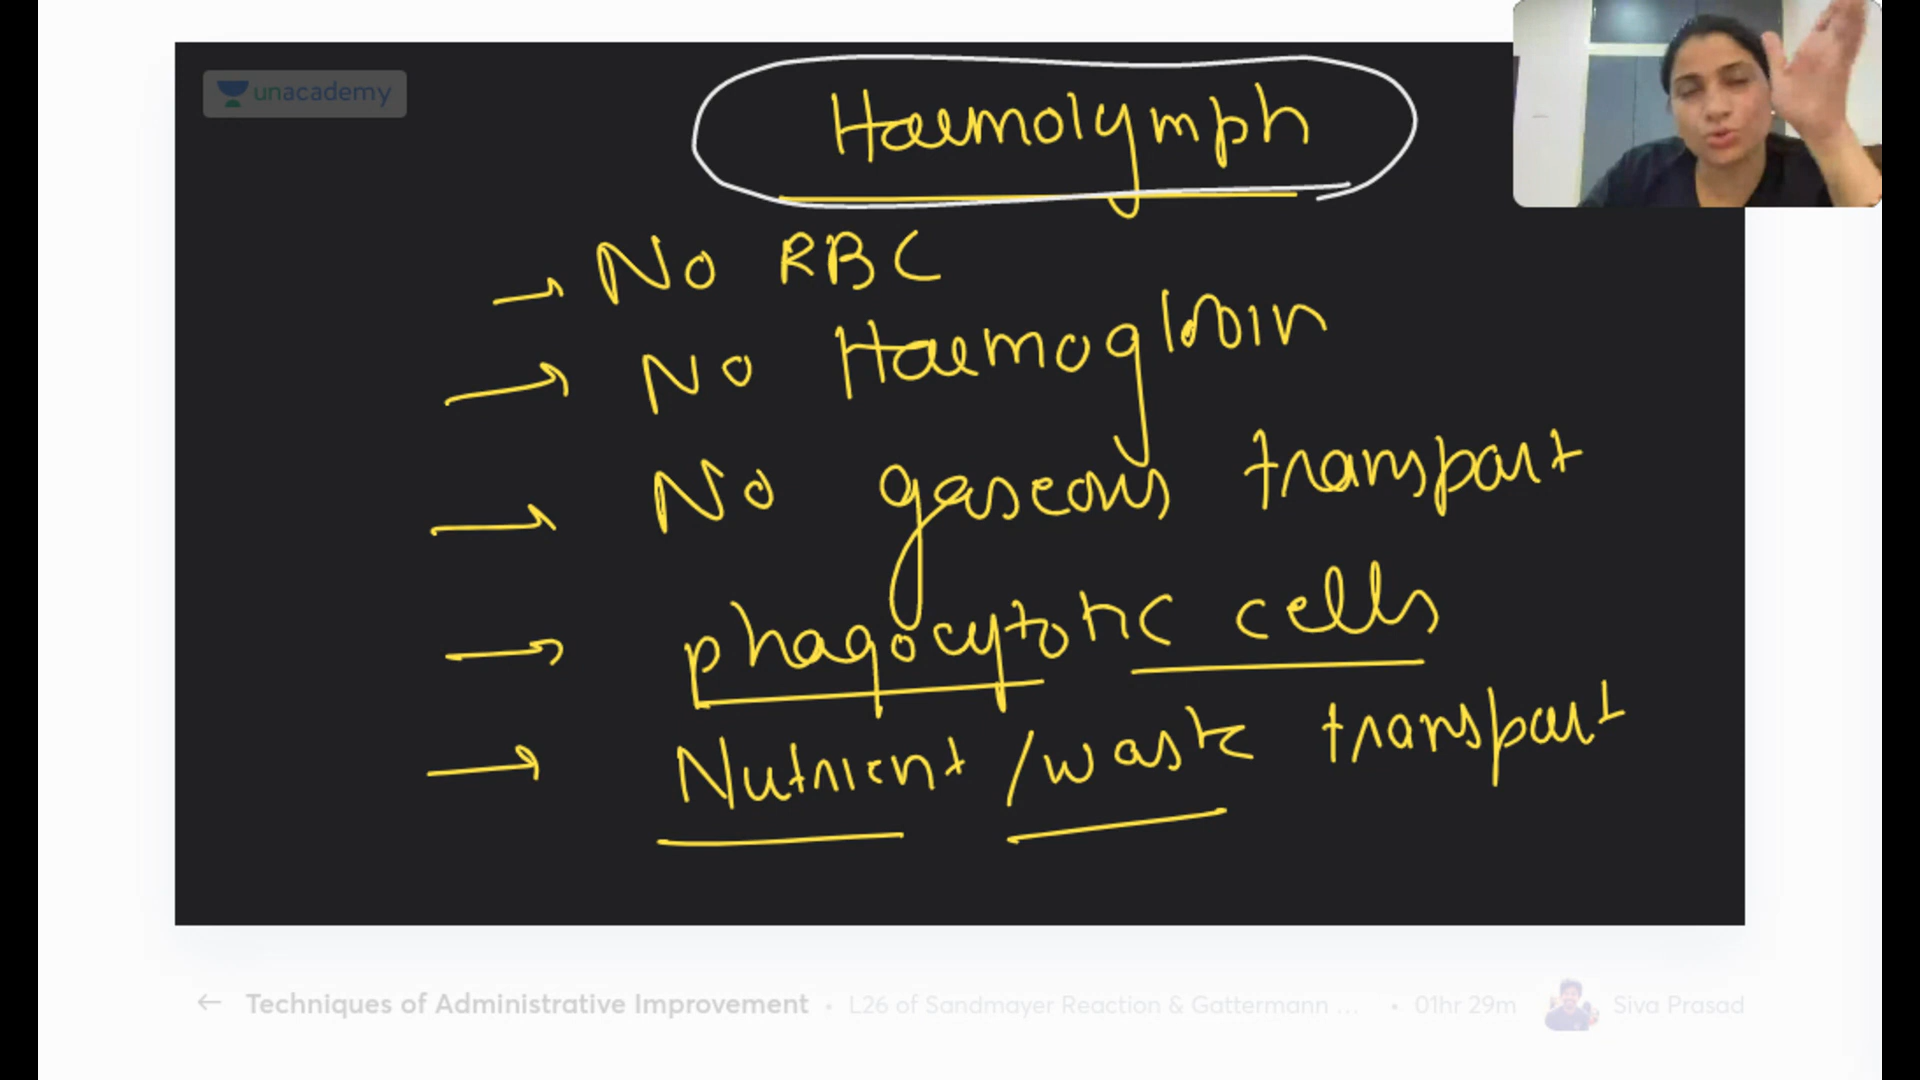 unacademy
Haemolymph
→ No RBC
→ No Haemoglobin
→ No gaseous transport
→ phagocytotic cells
→ Nutrient /waste transport
← Techniques of Administrative Improvement • L26 of Sandmayer Reaction & Gattermann ... • 01hr 29m Siva Prasad